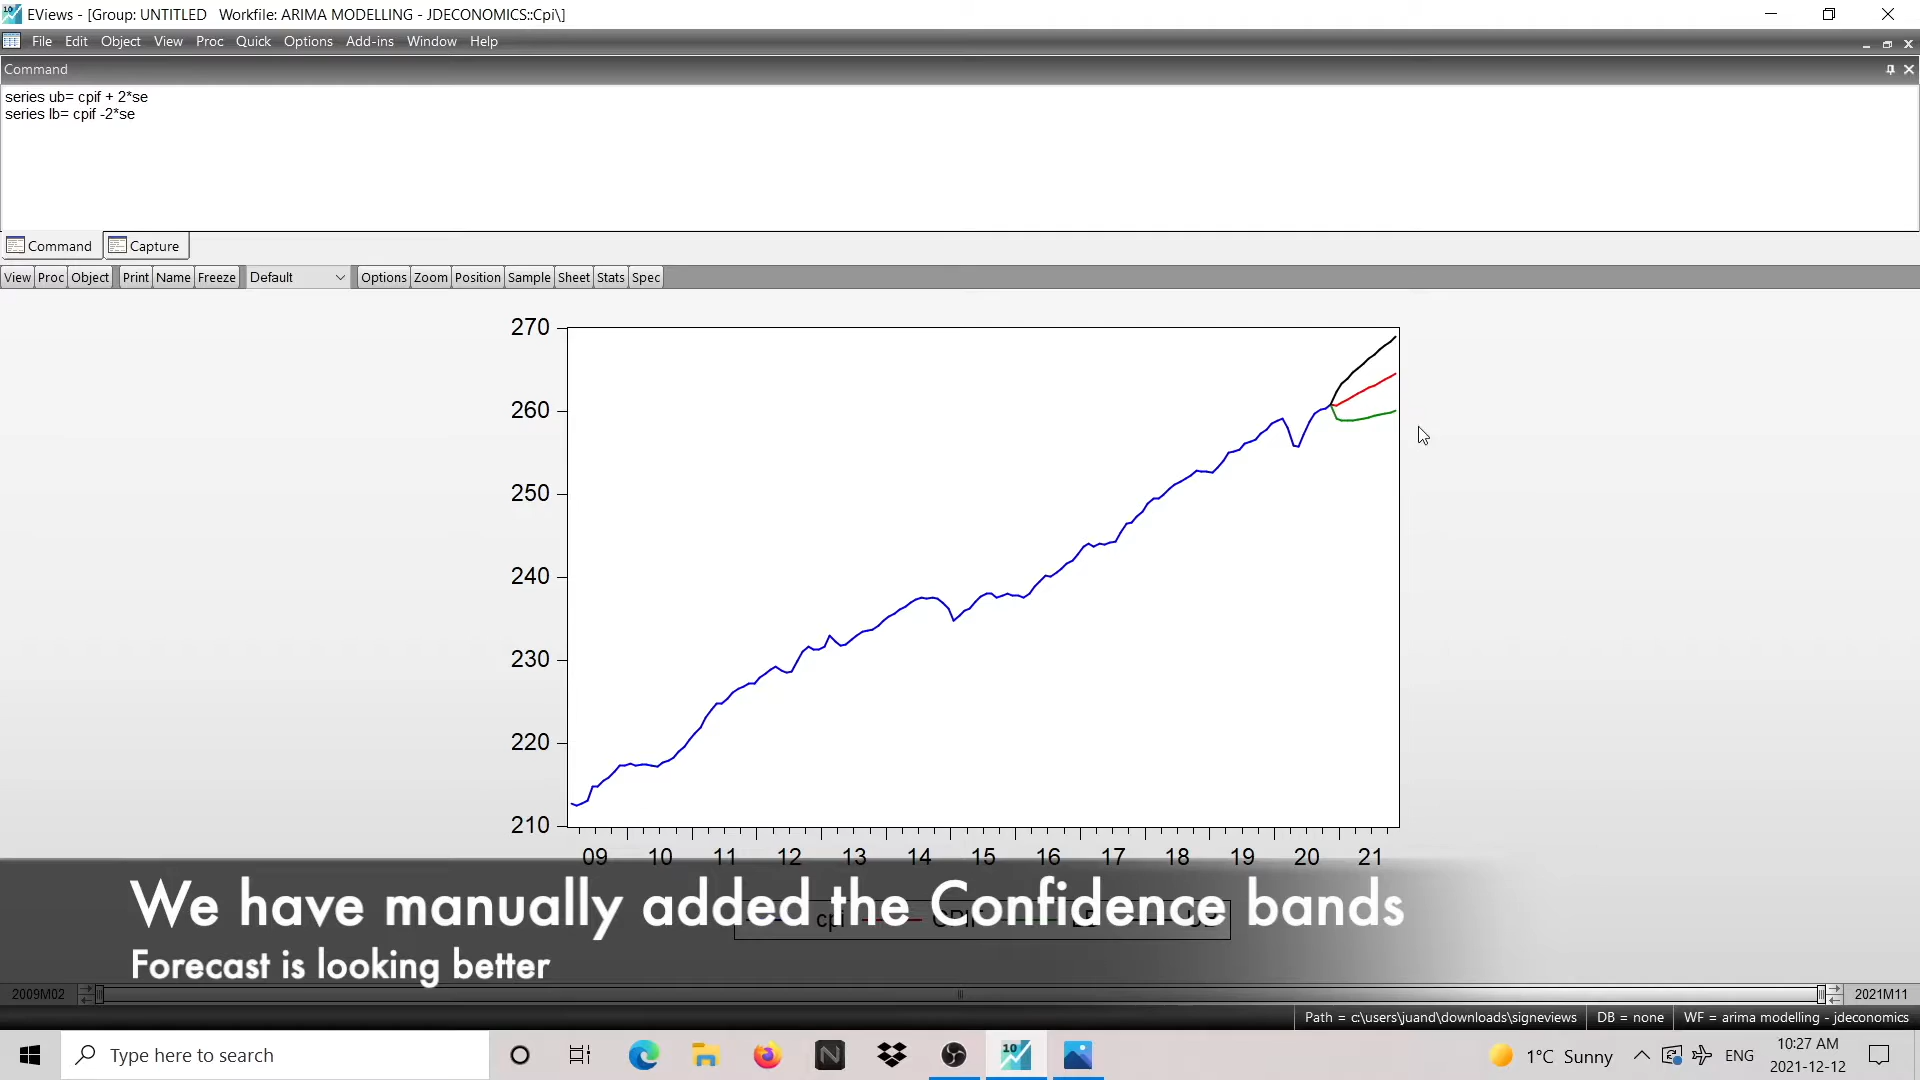 EViews - [Group: UNTITLED   Workfile: ARIMA MODELLING - JDECONOMICS::Cpi\]
File Edit Object View Proc Quick Options Add-ins Window Help
Command
series ub= cpif + 2*se
series lb= cpif -2*se
Command Capture
View Proc Object Print Name Freeze Default Options Zoom Position Sample Sheet Stats Spec
270
260
250
240
230
220
210
09 10 11 12 13 14 15 16 17 18 19 20 21
We have manually added the Confidence bands
cpi
Forecast is looking better
2009M02 2021M11
Path = c:\users\juand\downloads\signeviews DB = none WF = arima modelling - jdeconomics
Type here to search
10
1°C Sunny
ENG
10:27 AM
2021-12-12